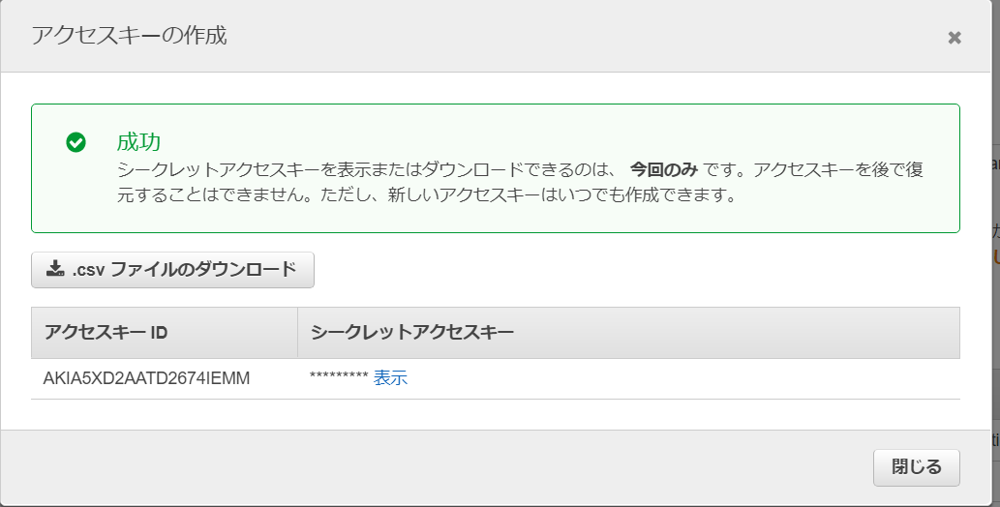 アクセスキーの作成
成功
シークレットアクセスキーを表示またはダウンロードできるのは、 今回のみ です。アクセスキーを後で復
元することはできません。ただし、新しいアクセスキーはいつでも作成できます。
.csv ファイルのダウンロード
アクセスキー ID シークレットアクセスキー
AKIA5XD2AATD2674IEMM ********* 表示
閉じる